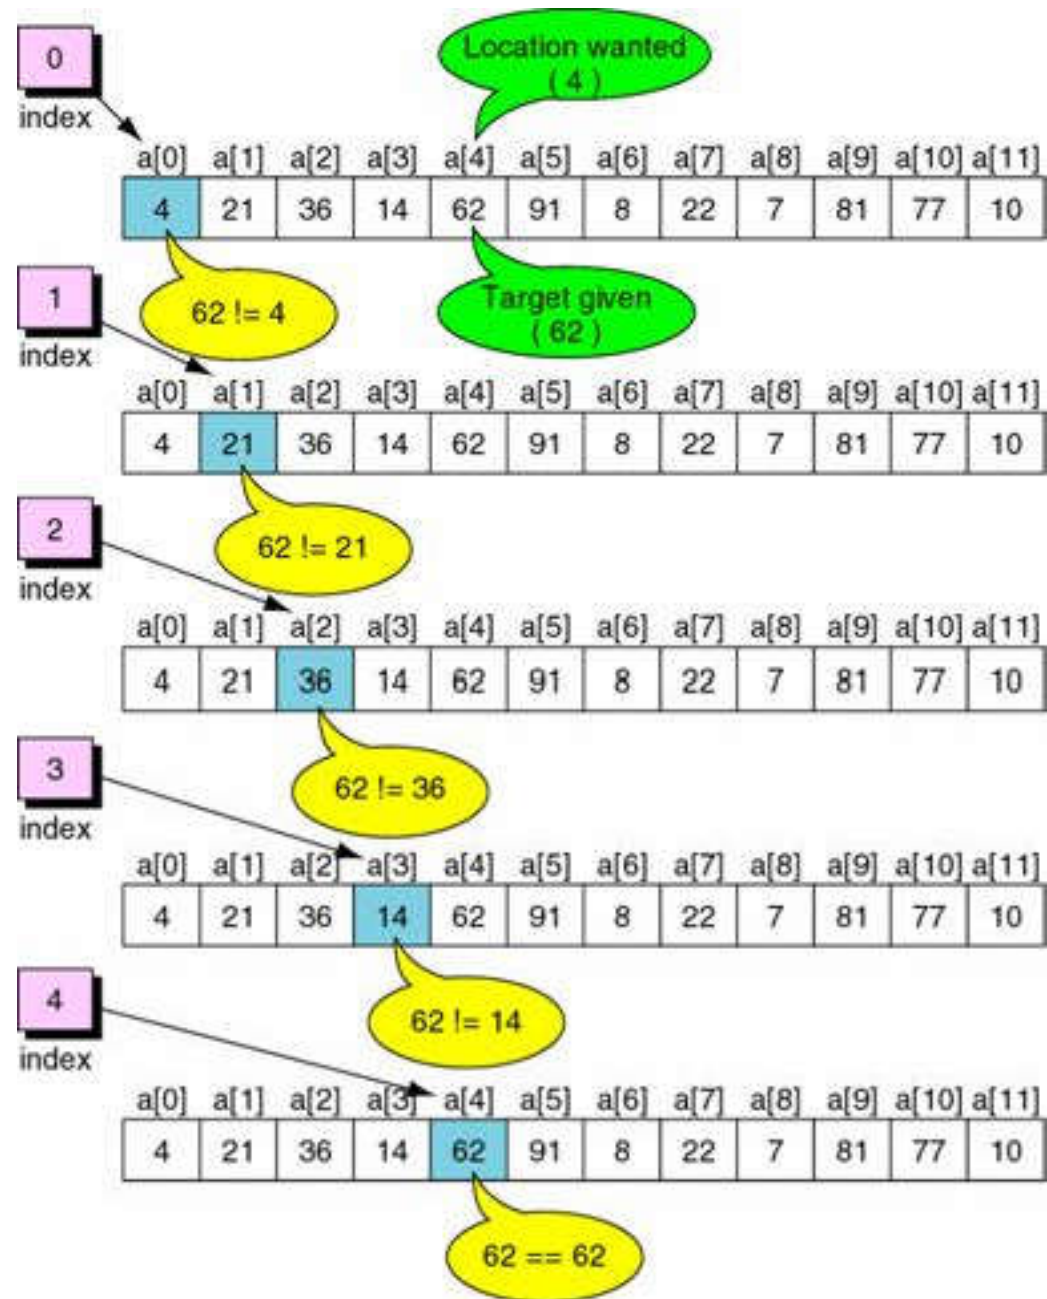 0
Location wanted
( 4 )
index
a[0] a[1] a[2] a[3] a[4] a[5] a[6] a[7] a[8] a[9] a[10] a[11]
4 21 36 14 62 91 8 22 7 81 77 10
1
62 != 4
Target given
( 62 )
index
a[0] a[1] a[2] a[3] a[4] a[5] a[6] a[7] a[8] a[9] a[10] a[11]
4 21 36 14 62 91 8 22 7 81 77 10
2
62 != 21
index
a[0] a[1] a[2] a[3] a[4] a[5] a[6] a[7] a[8] a[9] a[10] a[11]
4 21 36 14 62 91 8 22 7 81 77 10
3
62 != 36
index
a[0] a[1] a[2] a[3] a[4] a[5] a[6] a[7] a[8] a[9] a[10] a[11]
4 21 36 14 62 91 8 22 7 81 77 10
4
62 != 14
index
a[0] a[1] a[2] a[3] a[4] a[5] a[6] a[7] a[8] a[9] a[10] a[11]
4 21 36 14 62 91 8 22 7 81 77 10
62 == 62